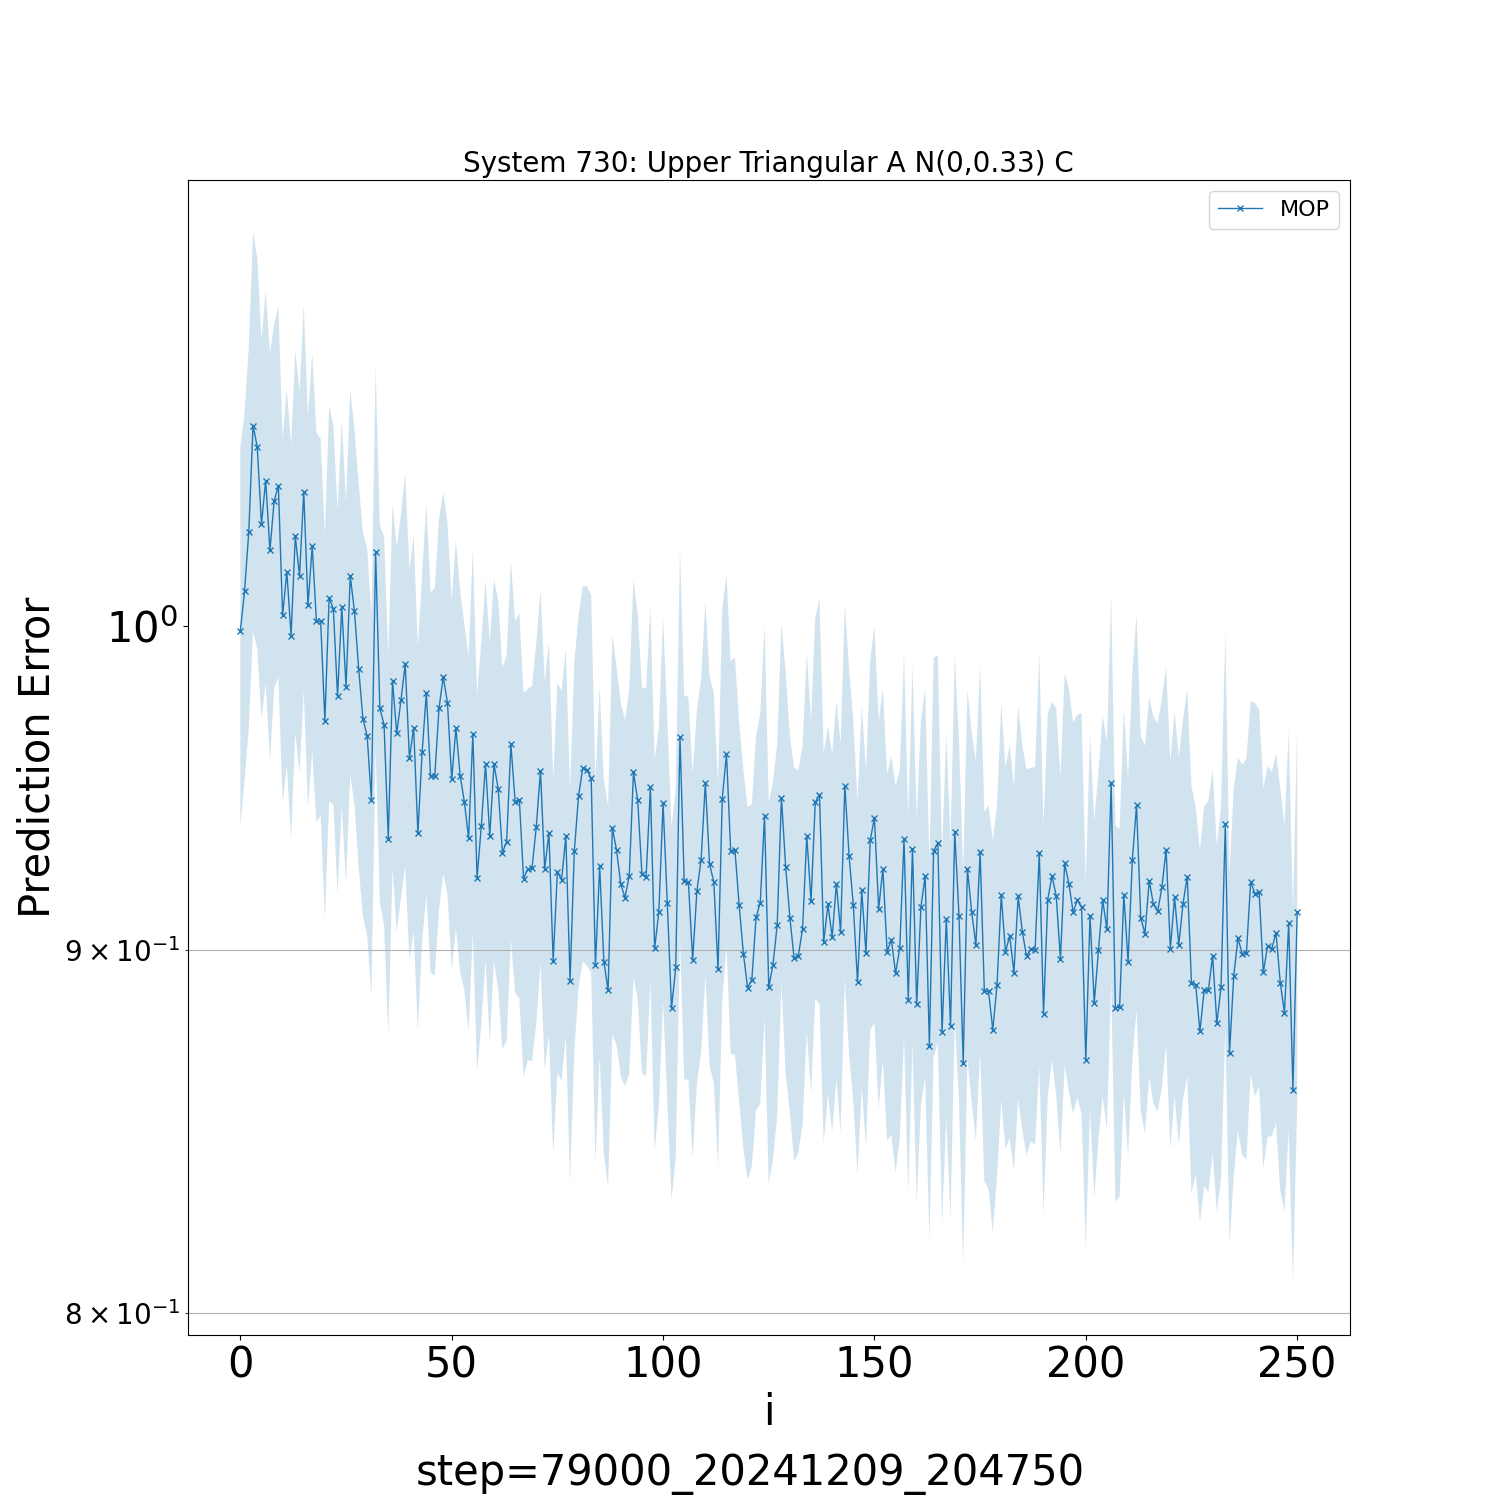 System 730: Upper Triangular A N(0,0.33) C
MOP
Prediction Error
10⁰
9 × 10⁻¹
8 × 10⁻¹
0 50 100 150 200 250
i
step=79000_20241209_204750